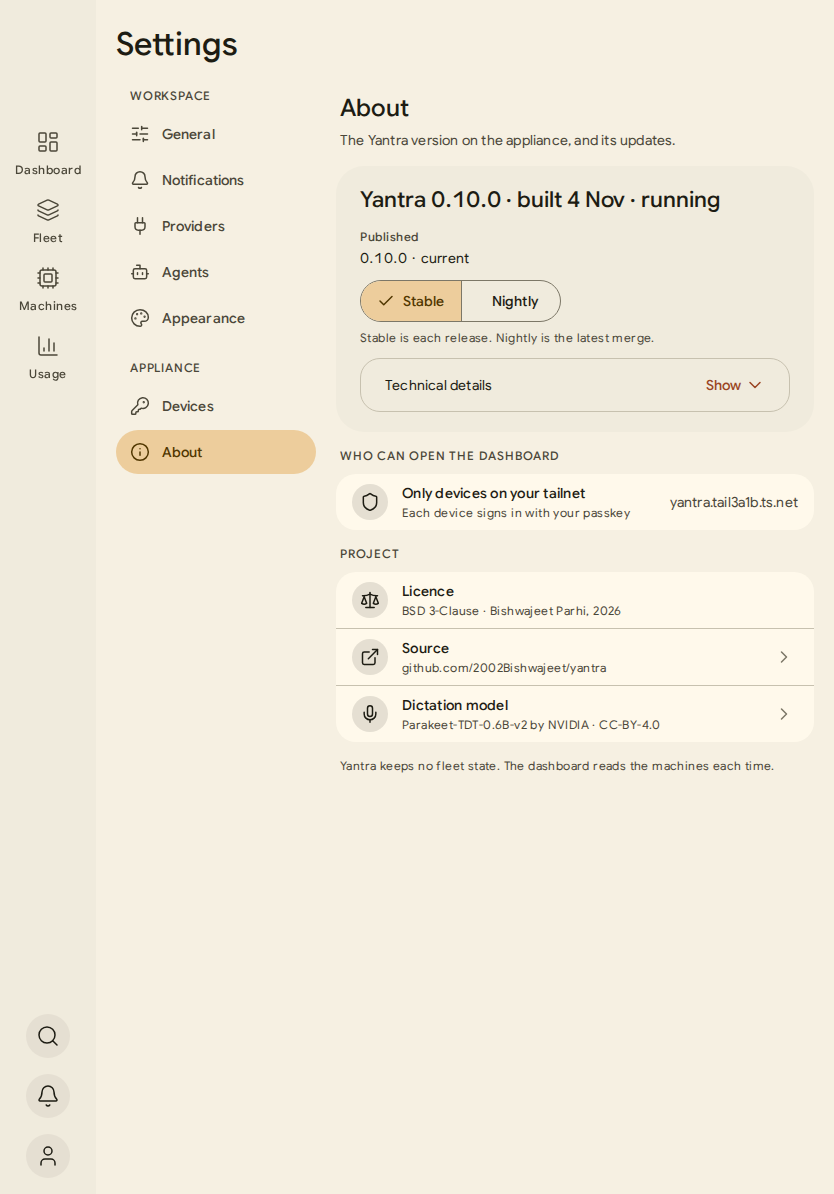 Settings
Dashboard
Fleet
Machines
Usage
WORKSPACE
General
Notifications
Providers
Agents
Appearance
APPLIANCE
Devices
About
About
The Yantra version on the appliance, and its updates.
Yantra 0.10.0 · built 4 Nov · running
Published
0.10.0 · current
Stable
Nightly
Stable is each release. Nightly is the latest merge.
Technical details
Show
WHO CAN OPEN THE DASHBOARD
Only devices on your tailnet
Each device signs in with your passkey
yantra.tail3a1b.ts.net
PROJECT
Licence
BSD 3-Clause · Bishwajeet Parhi, 2026
Source
github.com/2002Bishwajeet/yantra
Dictation model
Parakeet-TDT-0.6B-v2 by NVIDIA · CC-BY-4.0
Yantra keeps no fleet state. The dashboard reads the machines each time.